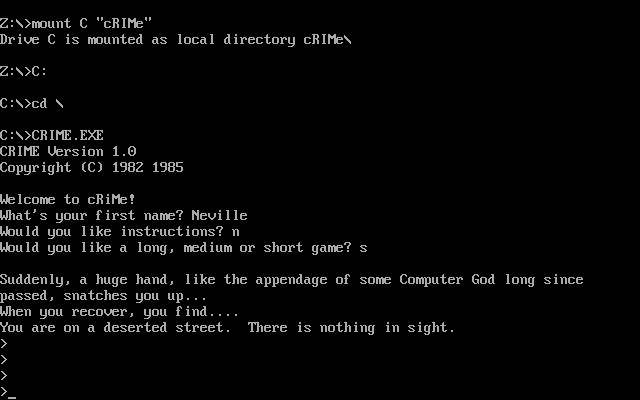 Z:\>mount C "cRIMe"
Drive C is mounted as local directory cRIMe\
Z:\>C:
C:\>cd \
C:\>CRIME.EXE
CRIME Version 1.0
Copyright (C) 1982 1985
Welcome to cRiMe!
What's your first name? Neville
Would you like instructions? n
Would you like a long, medium or short game? s
Suddenly, a huge hand, like the appendage of some Computer God long since
passed, snatches you up...
When you recover, you find....
You are on a deserted street.  There is nothing in sight.
>
>
>
>_